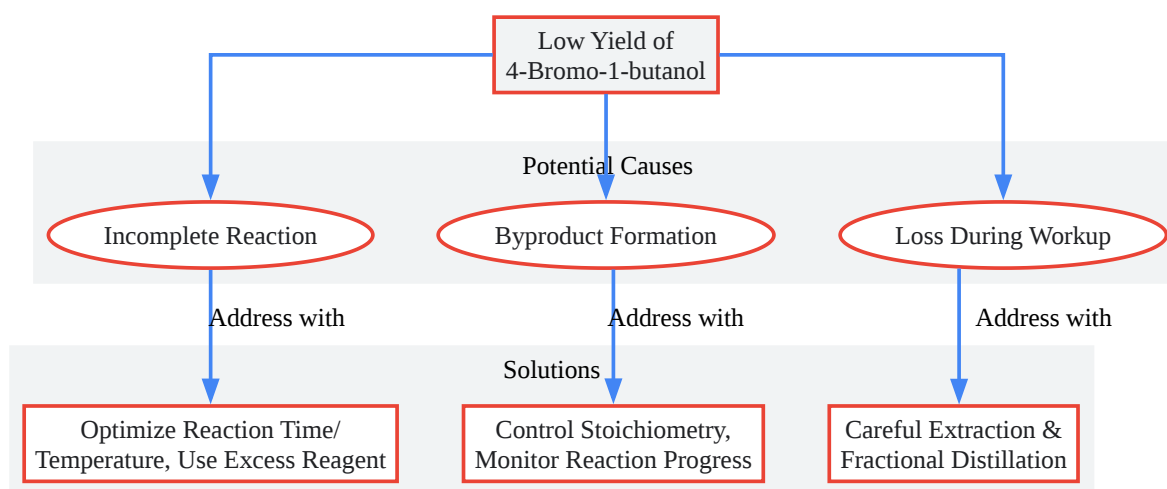 Low Yield of
4-Bromo-1-butanol
Potential Causes
Incomplete Reaction
Byproduct Formation
Loss During Workup
Address with
Address with
Address with
Solutions
Optimize Reaction Time/
Temperature, Use Excess Reagent
Control Stoichiometry,
Monitor Reaction Progress
Careful Extraction &
Fractional Distillation